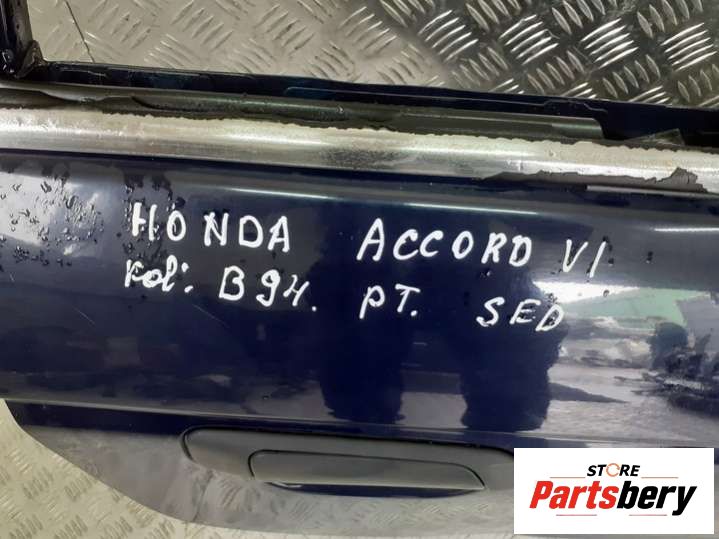 HONDA ACCORD VI
kol: B94. PT. SED
STORE
Partsbery